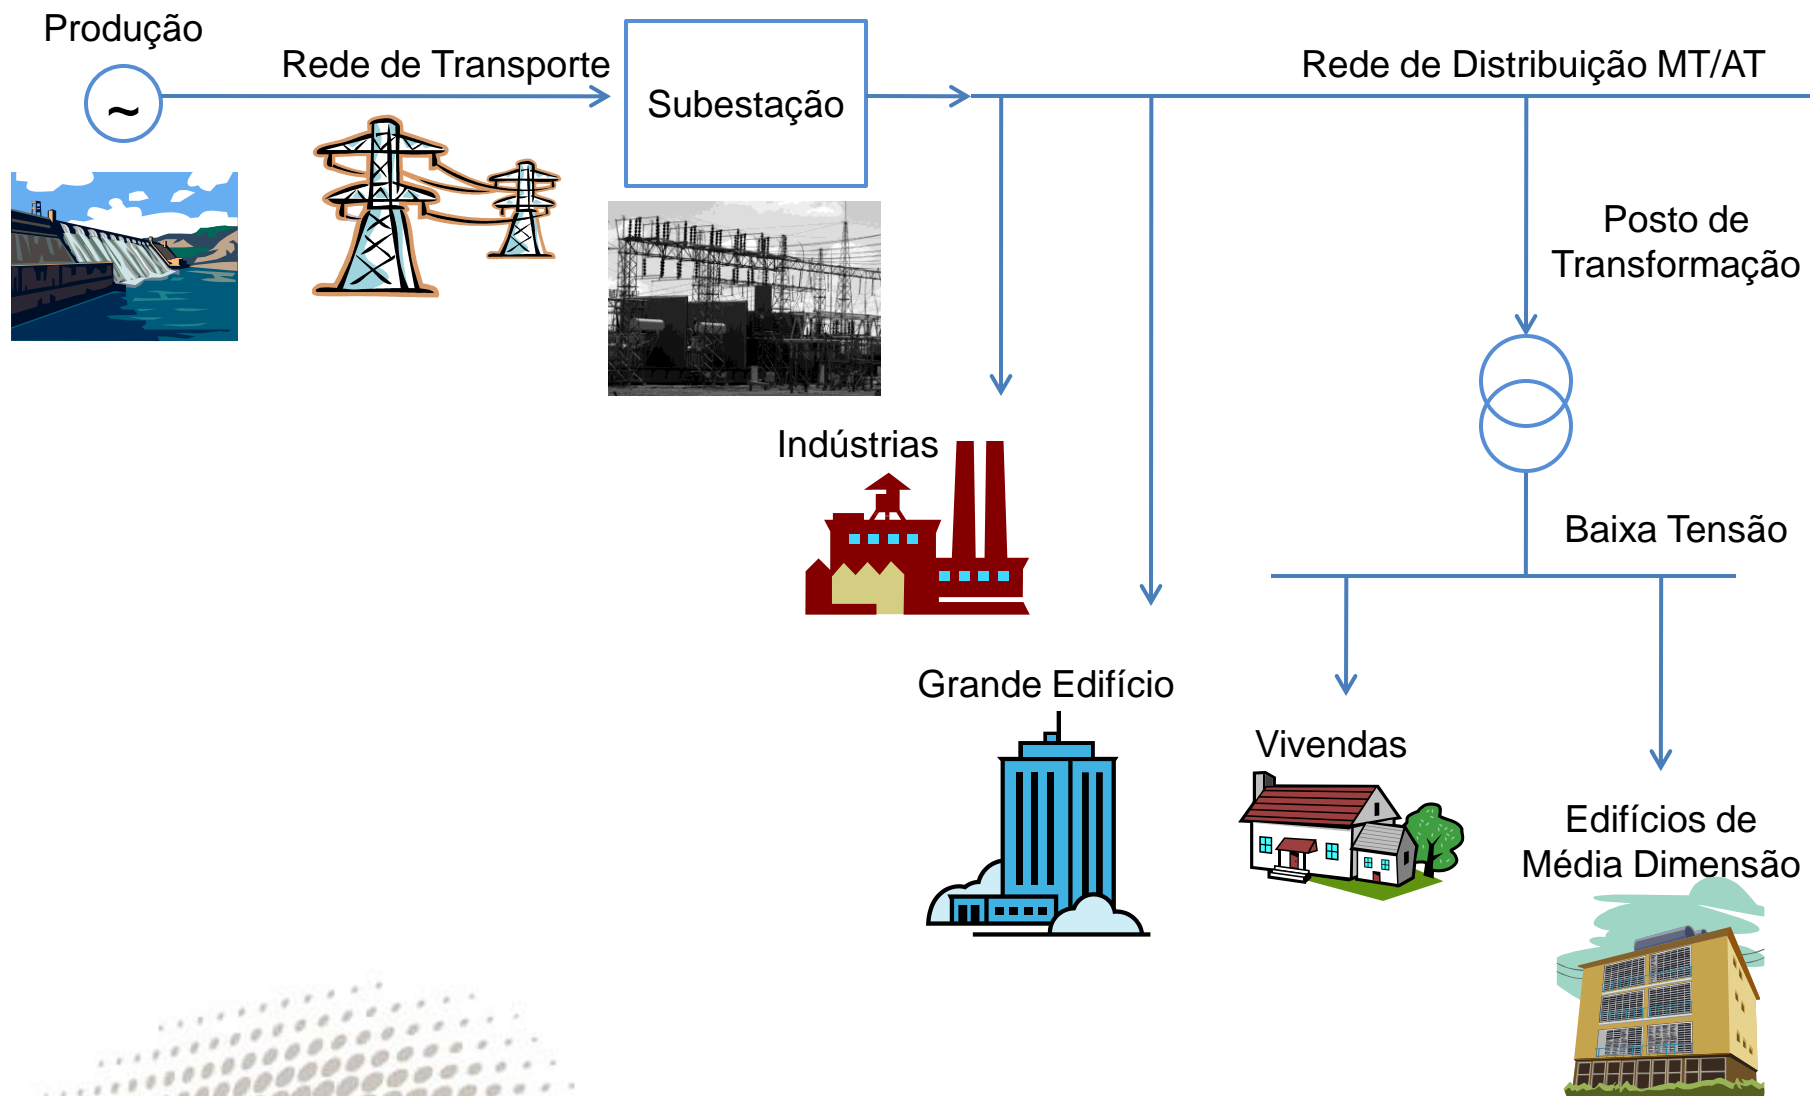 Produção
~
Rede de Transporte
Subestação
Rede de Distribuição MT/AT
Posto de
Transformação
Indústrias
Baixa Tensão
Grande Edifício
Vivendas
Edifícios de
Média Dimensão